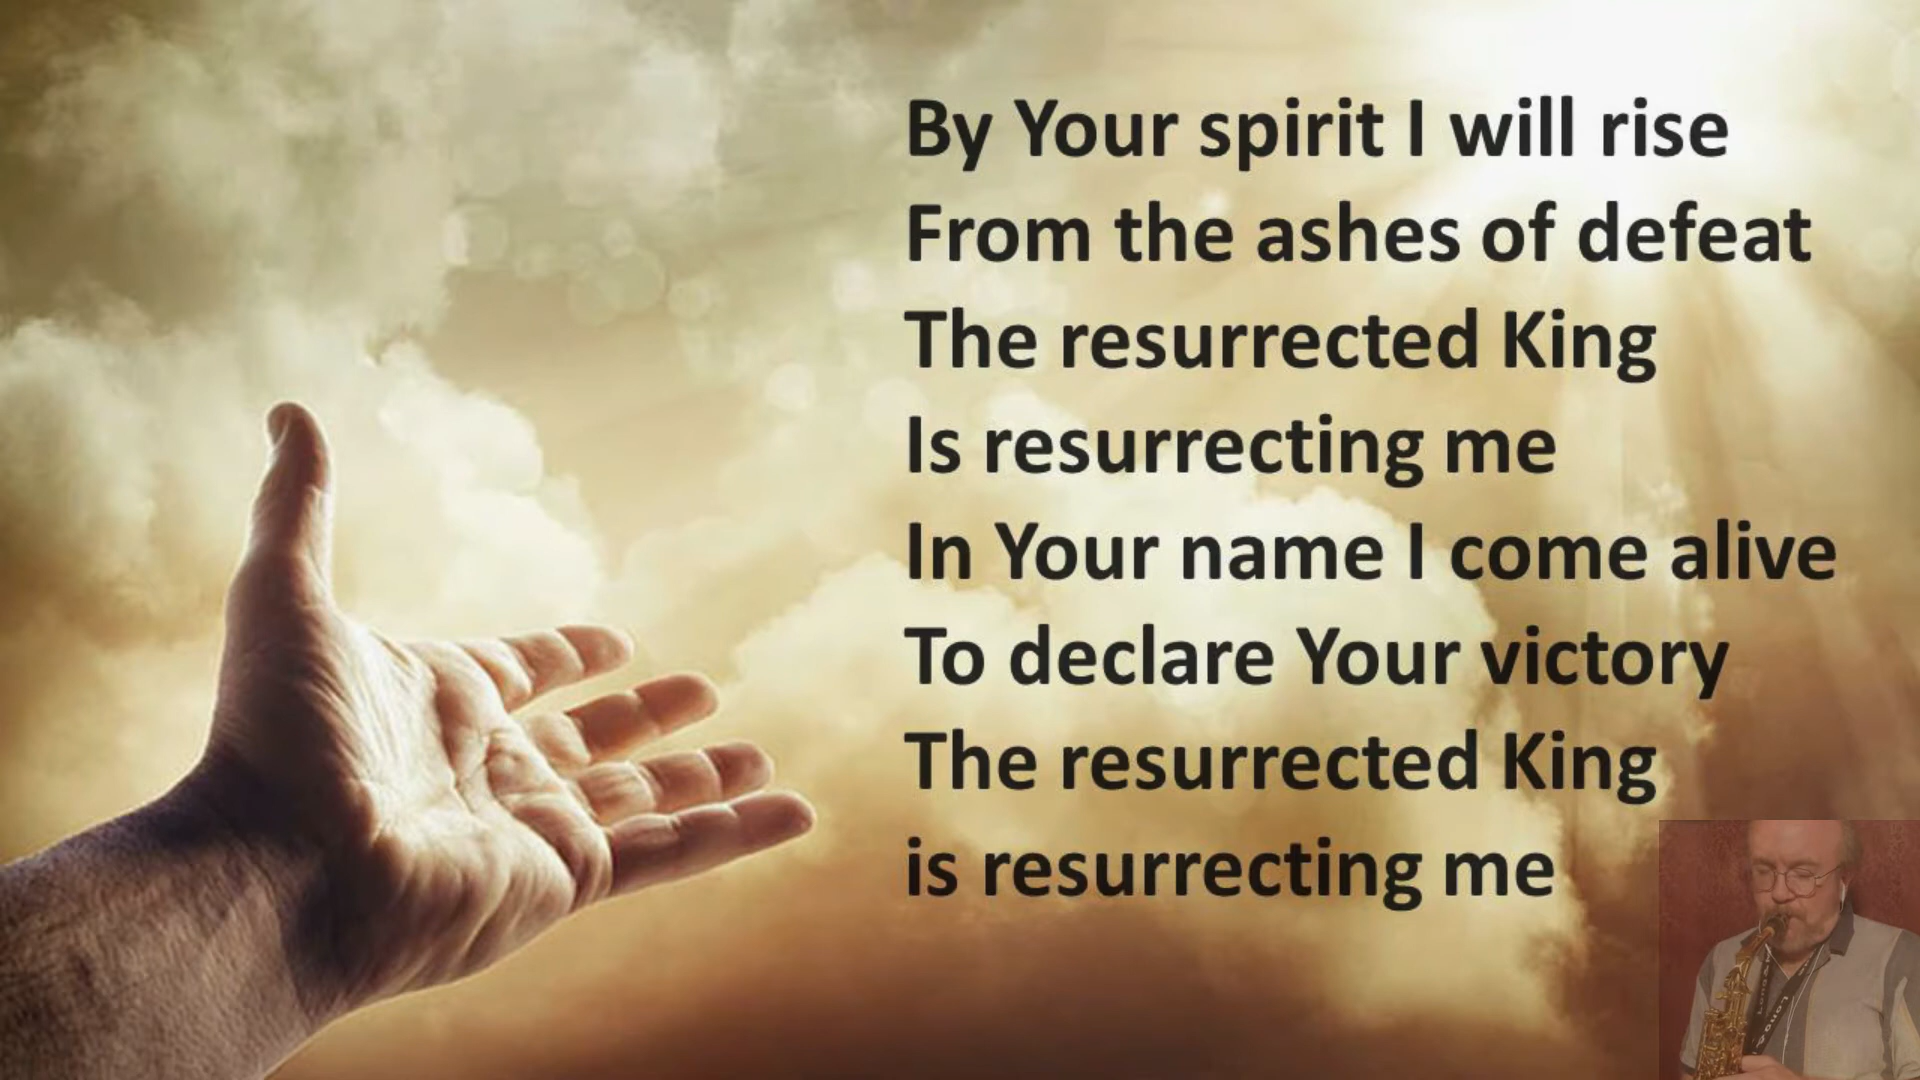 By Your spirit I will rise
From the ashes of defeat
The resurrected King
Is resurrecting me
In Your name I come alive
To declare Your victory
The resurrected King
is resurrecting me